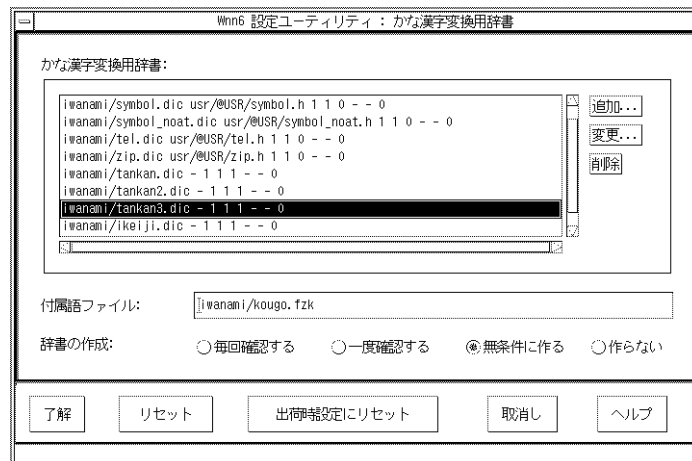 Wnn6 設定ユーティリティ : かな漢字変換用辞書
かな漢字変換用辞書:
iwanami/symbol.dic usr/@USR/symbol.h 1 1 0 - - 0
iwanami/symbol_noat.dic usr/@USR/symbol_noat.h 1 1 0 - - 0
iwanami/tel.dic usr/@USR/tel.h 1 1 0 - - 0
iwanami/zip.dic usr/@USR/zip.h 1 1 0 - - 0
iwanami/tankan.dic - 1 1 1 - - 0
iwanami/tankan2.dic - 1 1 1 - - 0
iwanami/tankan3.dic - 1 1 1 - - 0
iwanami/ikeiji.dic - 1 1 1 - - 0
追加...
変更...
削除
付属語ファイル: iwanami/kougo.fzk
辞書の作成: 毎回確認する 一度確認する 無条件に作る 作らない
了解 リセット 出荷時設定にリセット 取消し ヘルプ